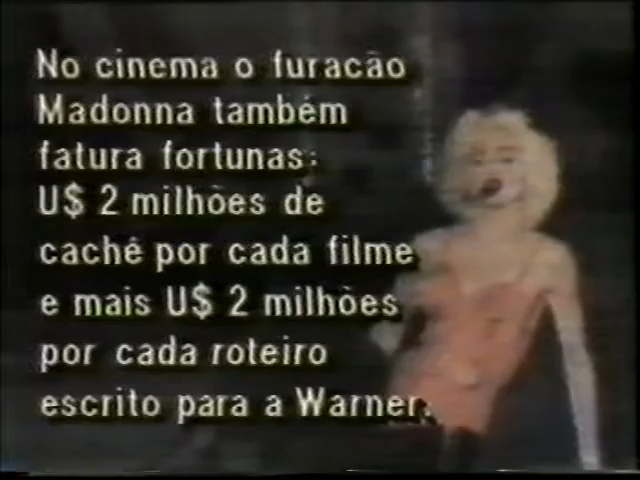 No cinema o furacão
Madonna também
fatura fortunas:
U$ 2 milhões de
cachê por cada filme
e mais U$ 2 milhões
por cada roteiro
escrito para a Warner.